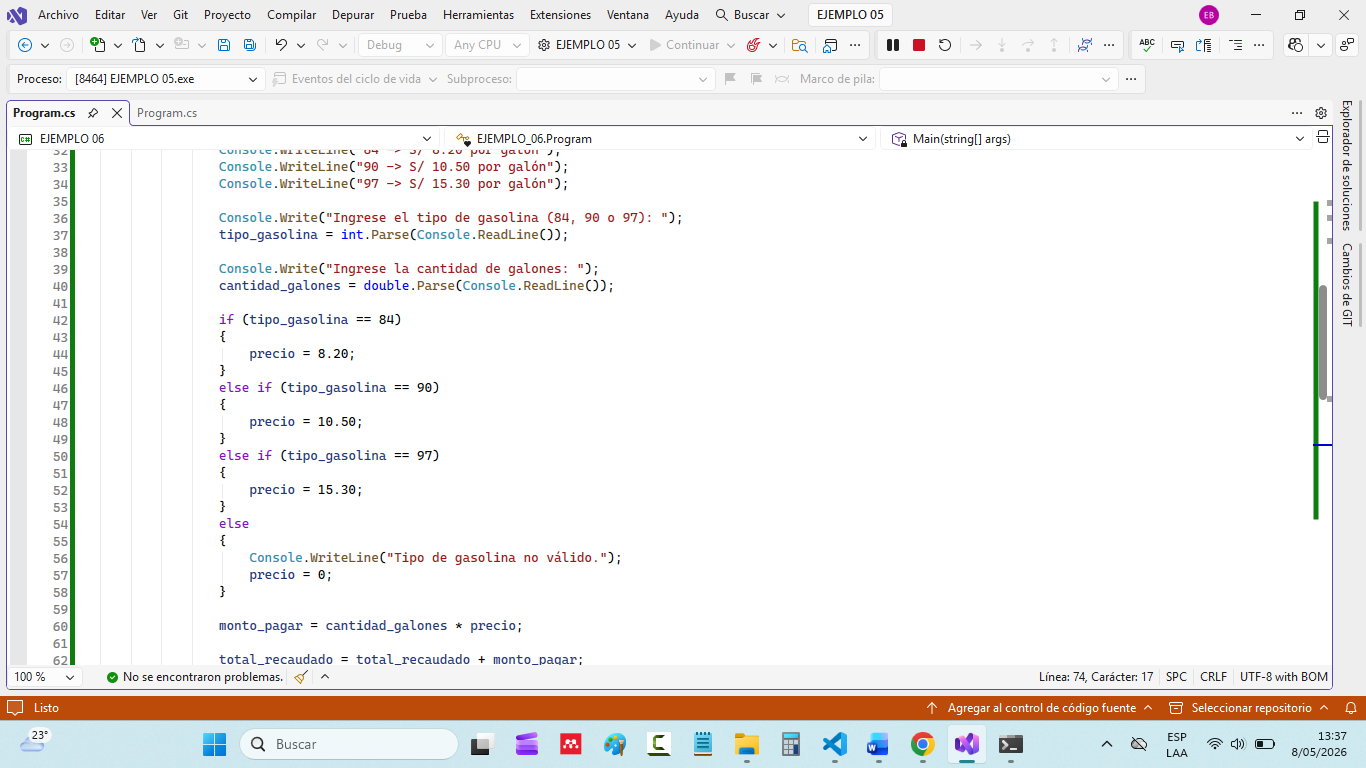 Archivo Editar Ver Git Proyecto Compilar Depurar Prueba Herramientas Extensiones Ventana Ayuda Buscar EJEMPLO 05 EB
Debug Any CPU EJEMPLO 05 Continuar ABC
Proceso: [8464] EJEMPLO 05.exe Eventos del ciclo de vida Subproceso: Marco de pila:
Program.cs Program.cs
C# EJEMPLO 06 EJEMPLO_06.Program Main(string[] args)
32 Console.WriteLine("84 -> S/ 8.20 por galón");
33 Console.WriteLine("90 -> S/ 10.50 por galón");
34 Console.WriteLine("97 -> S/ 15.30 por galón");
35
36 Console.Write("Ingrese el tipo de gasolina (84, 90 o 97): ");
37 tipo_gasolina = int.Parse(Console.ReadLine());
38
39 Console.Write("Ingrese la cantidad de galones: ");
40 cantidad_galones = double.Parse(Console.ReadLine());
41
42 if (tipo_gasolina == 84)
43 {
44 precio = 8.20;
45 }
46 else if (tipo_gasolina == 90)
47 {
48 precio = 10.50;
49 }
50 else if (tipo_gasolina == 97)
51 {
52 precio = 15.30;
53 }
54 else
55 {
56 Console.WriteLine("Tipo de gasolina no válido.");
57 precio = 0;
58 }
59
60 monto_pagar = cantidad_galones * precio;
61
62 total_recaudado = total_recaudado + monto_pagar;
Explorador de soluciones
Cambios de GIT
100 % No se encontraron problemas. Línea: 74, Carácter: 17 SPC CRLF UTF-8 with BOM
Listo Agregar al control de código fuente Seleccionar repositorio
23° Buscar ESP LAA 13:37 8/05/2026